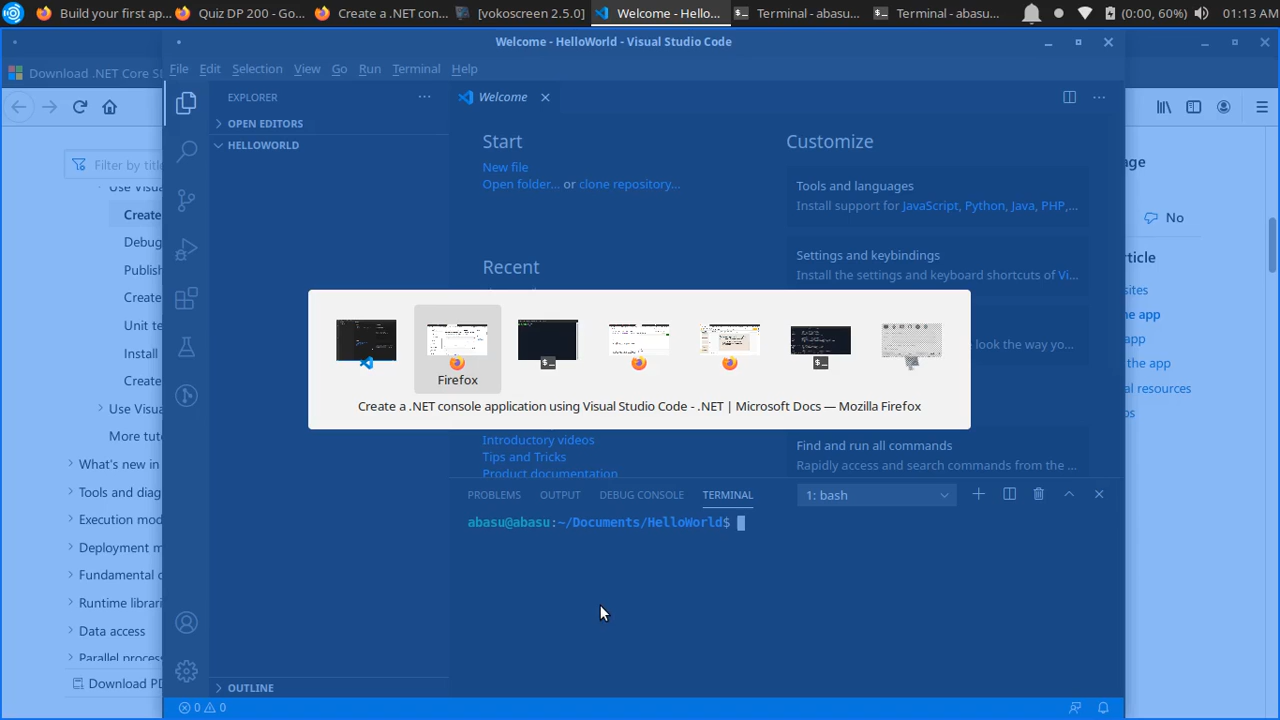 Build your first ap...
Quiz DP 200 - Go...
Create a .NET con...
[vokoscreen 2.5.0]
Welcome - Hello...
Terminal - abasu...
Terminal - abasu...
(0:00, 60%)
01:13 AM
Welcome - HelloWorld - Visual Studio Code
Download .NET Core S
File Edit Selection View Go Run Terminal Help
EXPLORER
OPEN EDITORS
HELLOWORLD
OUTLINE
Welcome
Start
New file
Open folder... or clone repository...
Recent
Customize
Tools and languages
Install support for JavaScript, Python, Java, PHP,...
Settings and keybindings
Install the settings and keyboard shortcuts of Vi...
look the way you...
Introductory videos
Tips and Tricks
Product documentation
Find and run all commands
Rapidly access and search commands from the ...
Firefox
Create a .NET console application using Visual Studio Code - .NET | Microsoft Docs — Mozilla Firefox
PROBLEMS OUTPUT DEBUG CONSOLE TERMINAL
1: bash
abasu@abasu:~/Documents/HelloWorld$
0 0
Filter by title
Use Visua
Create
Debug
Publis
Create
Unit te
Install
Create
Use Visu
More tuto
What's new in
Tools and diag
Execution mod
Deployment m
Fundamental c
Runtime librari
Data access
Parallel proces
Download PD
age
No
rticle
sites
he app
app
the app
al resources
ps